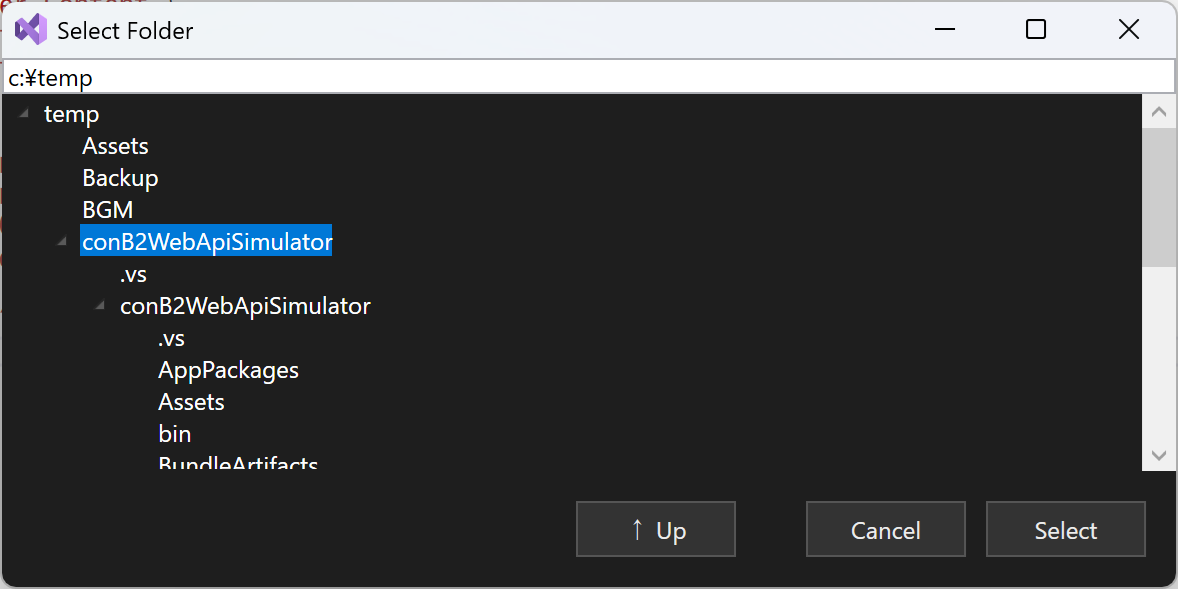 Select Folder
c:¥temp
temp
Assets
Backup
BGM
conB2WebApiSimulator
.vs
conB2WebApiSimulator
.vs
AppPackages
Assets
bin
BundleArtifacts
↑ Up
Cancel
Select